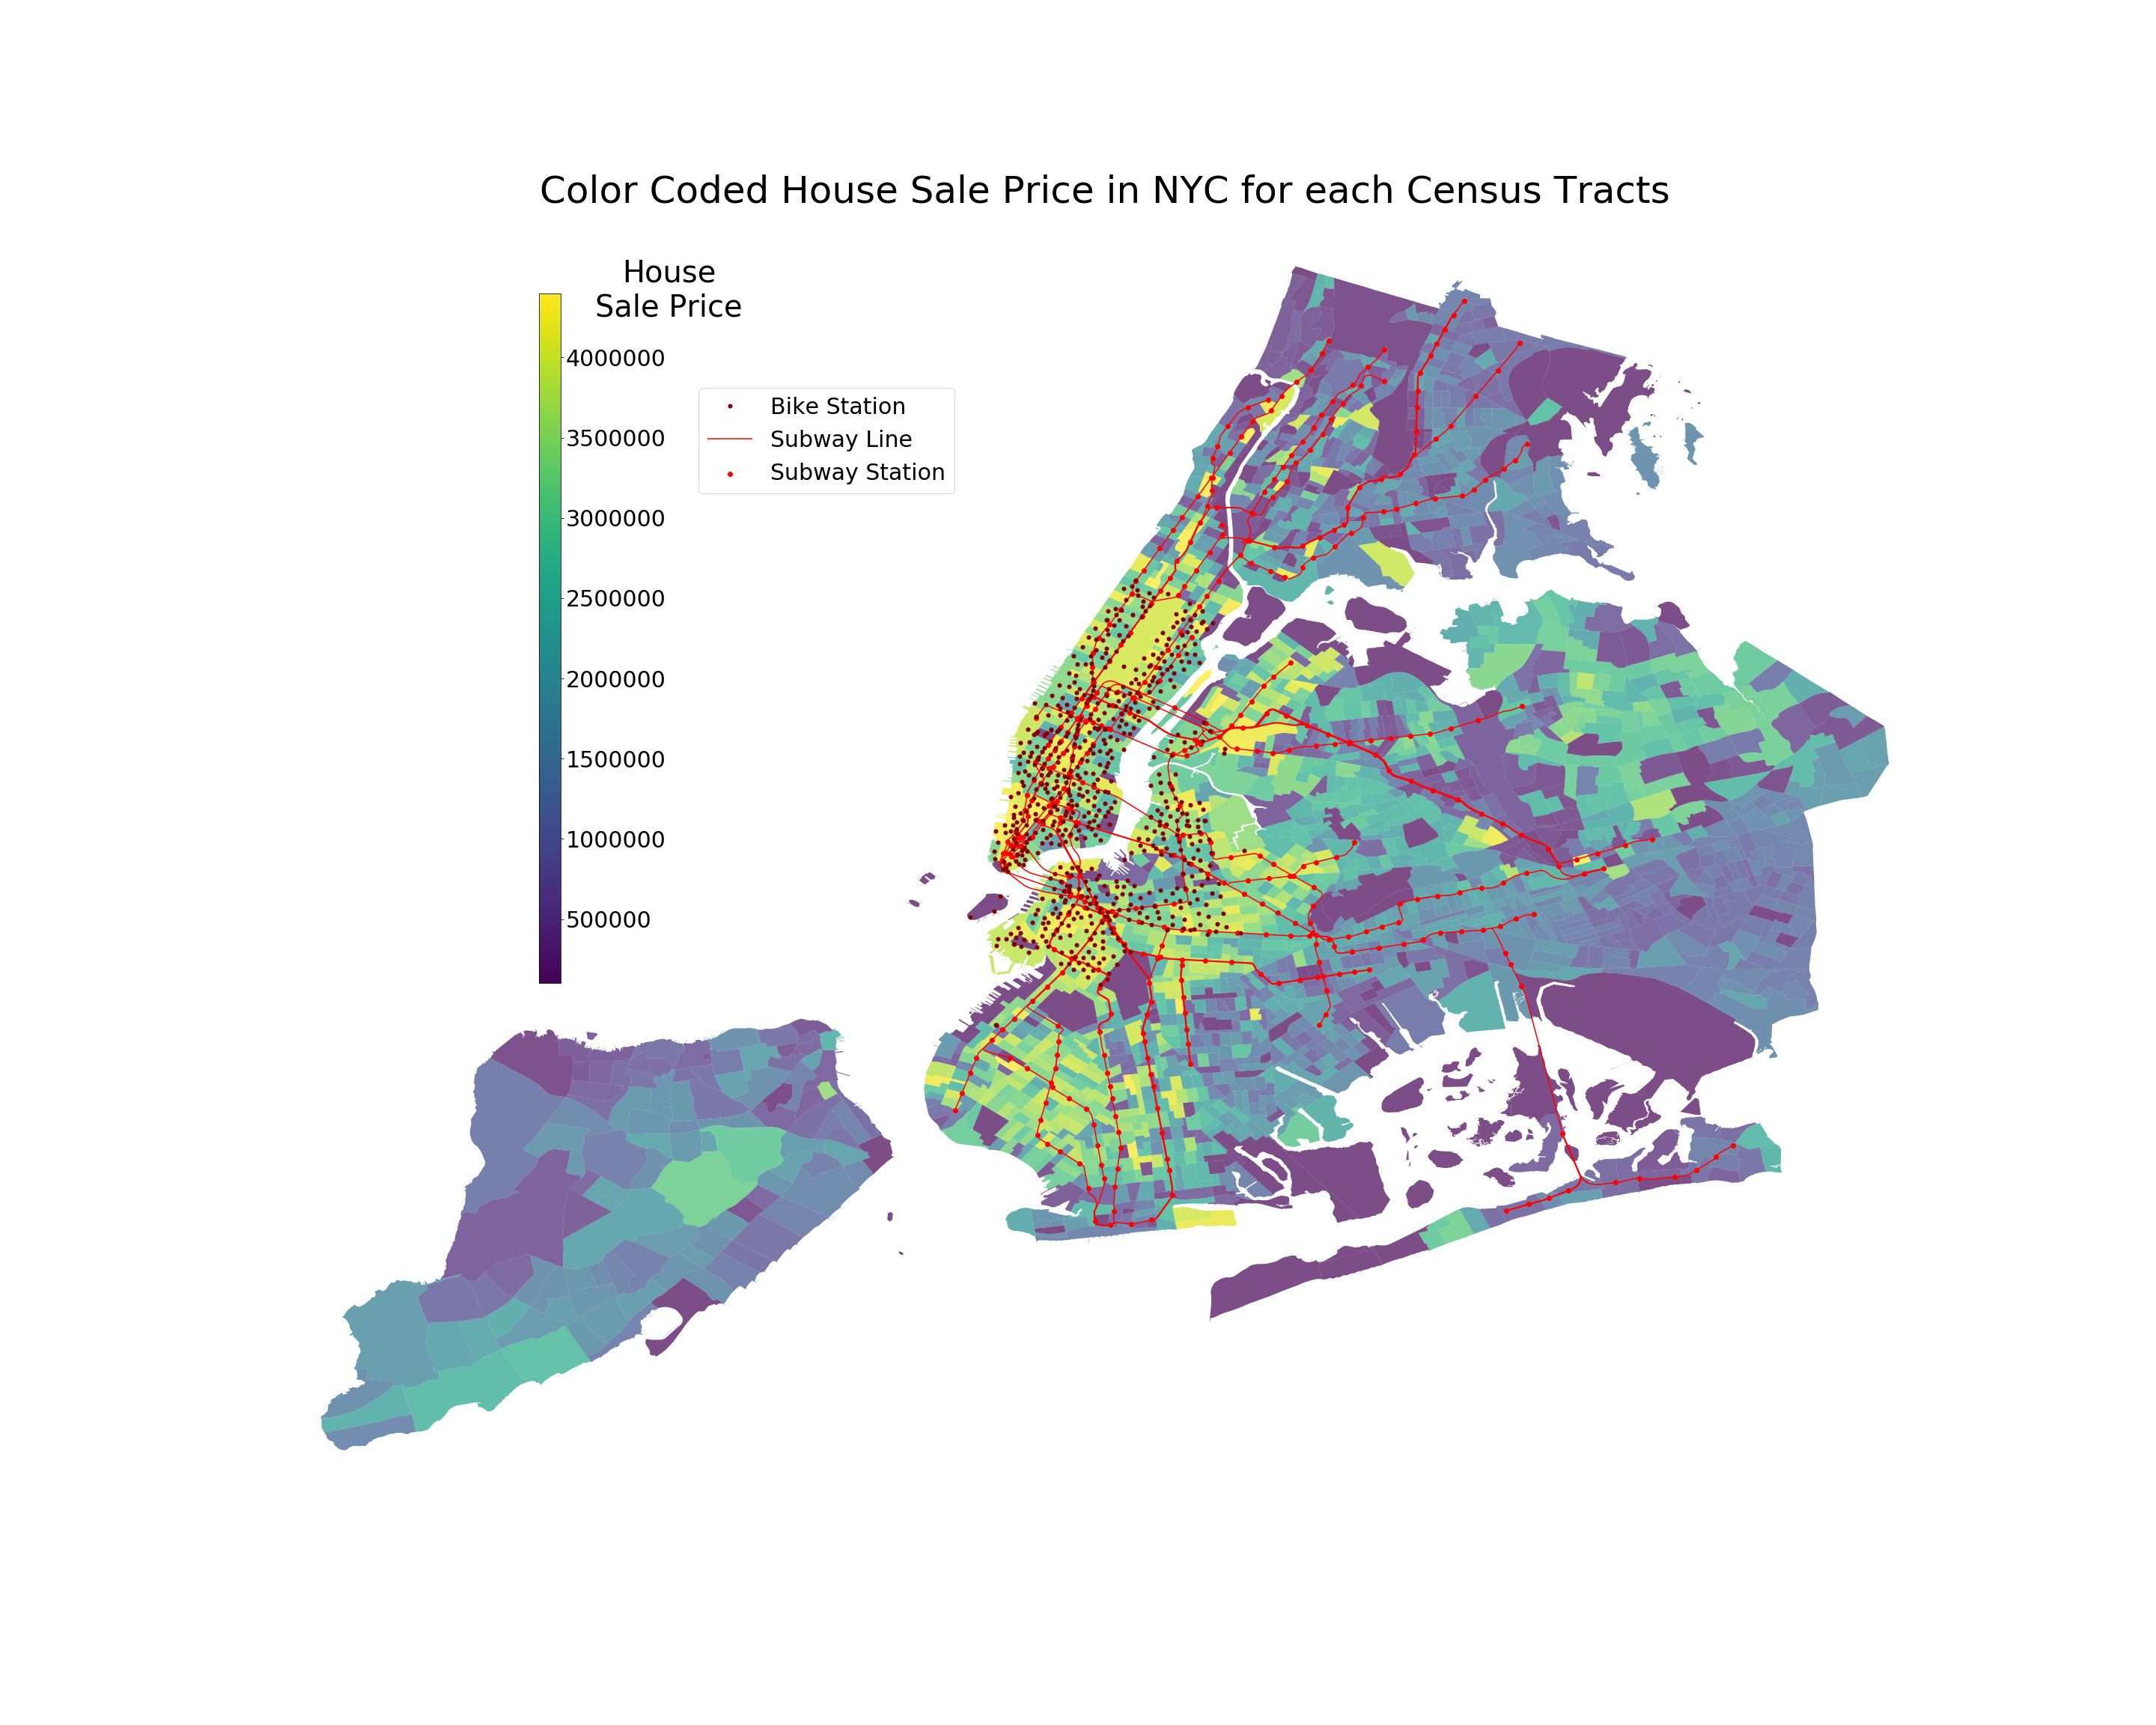 Color Coded House Sale Price in NYC for each Census Tracts
House
Sale Price
4000000
3500000
3000000
2500000
2000000
1500000
1000000
500000
Bike Station
Subway Line
Subway Station